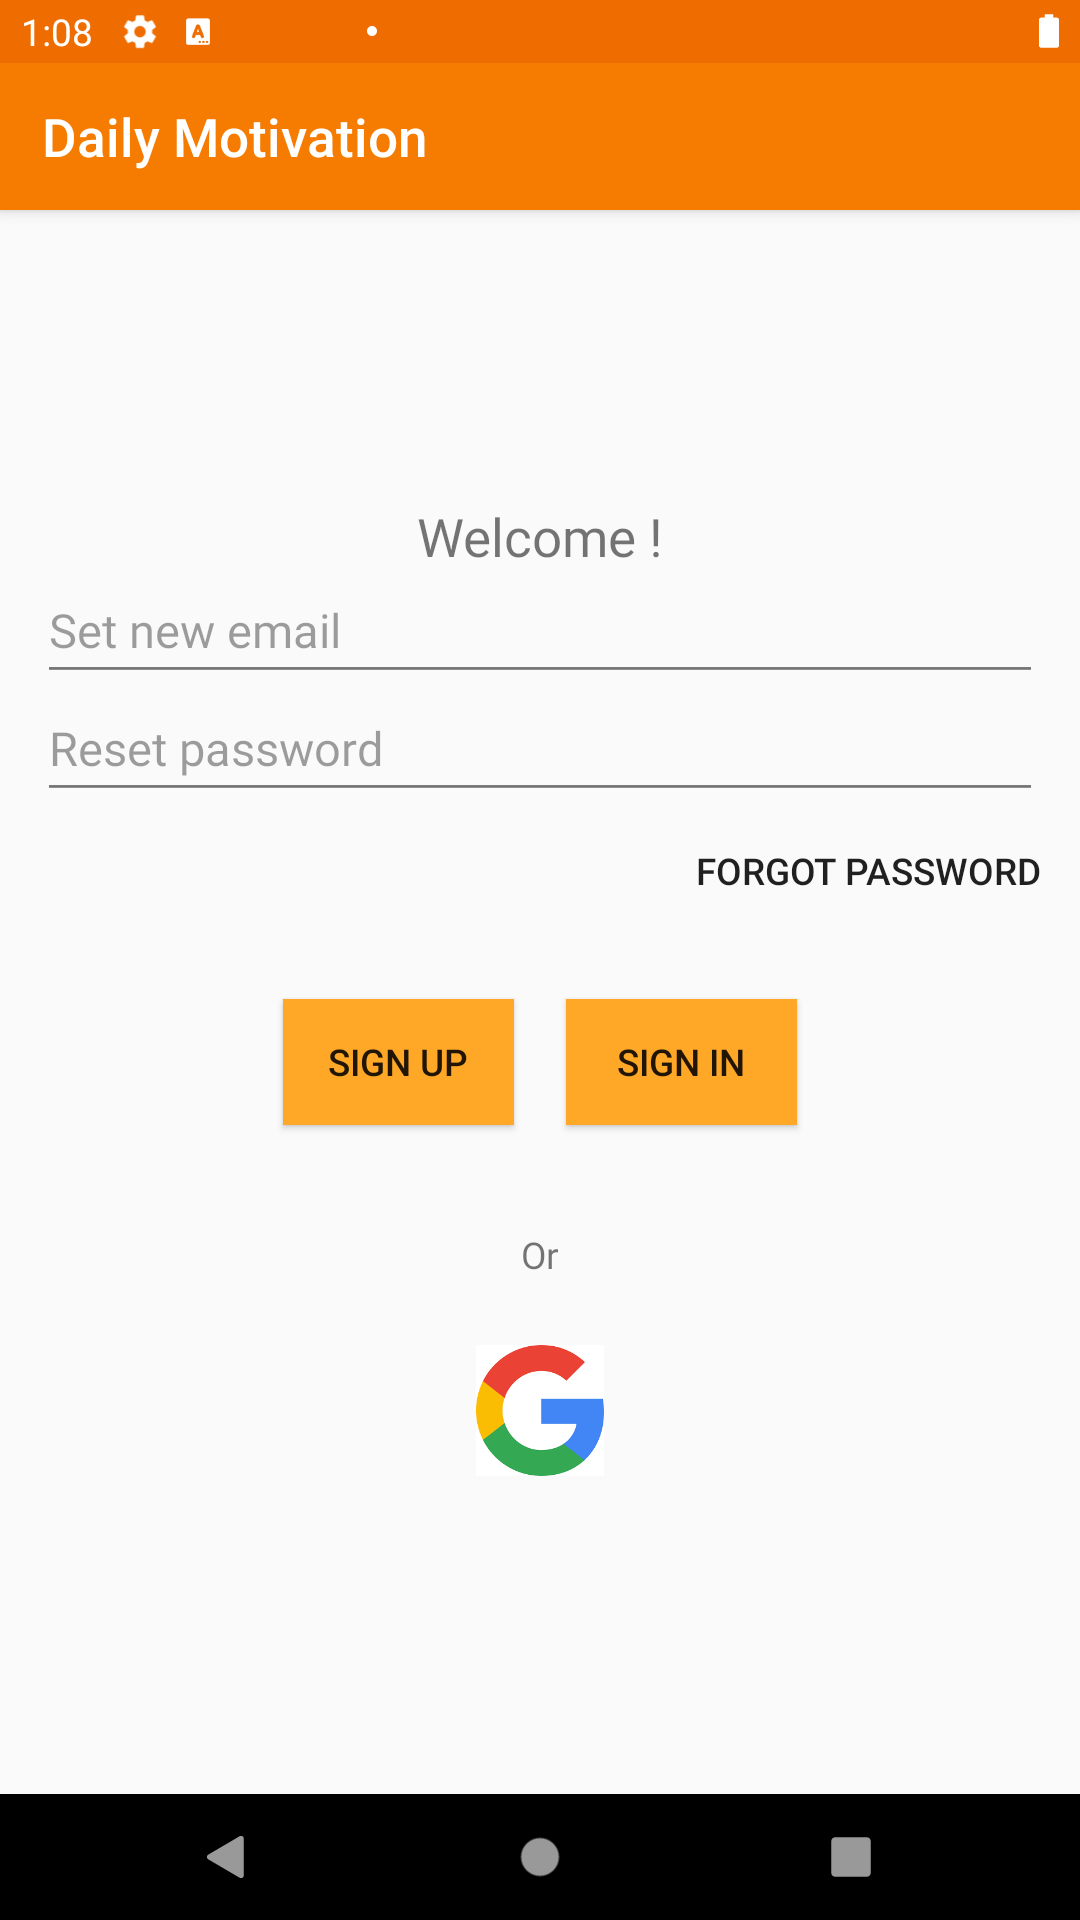 1:08
Daily Motivation
Welcome !
Set new email
Reset password
FORGOT PASSWORD
SIGN UP
SIGN IN
Or